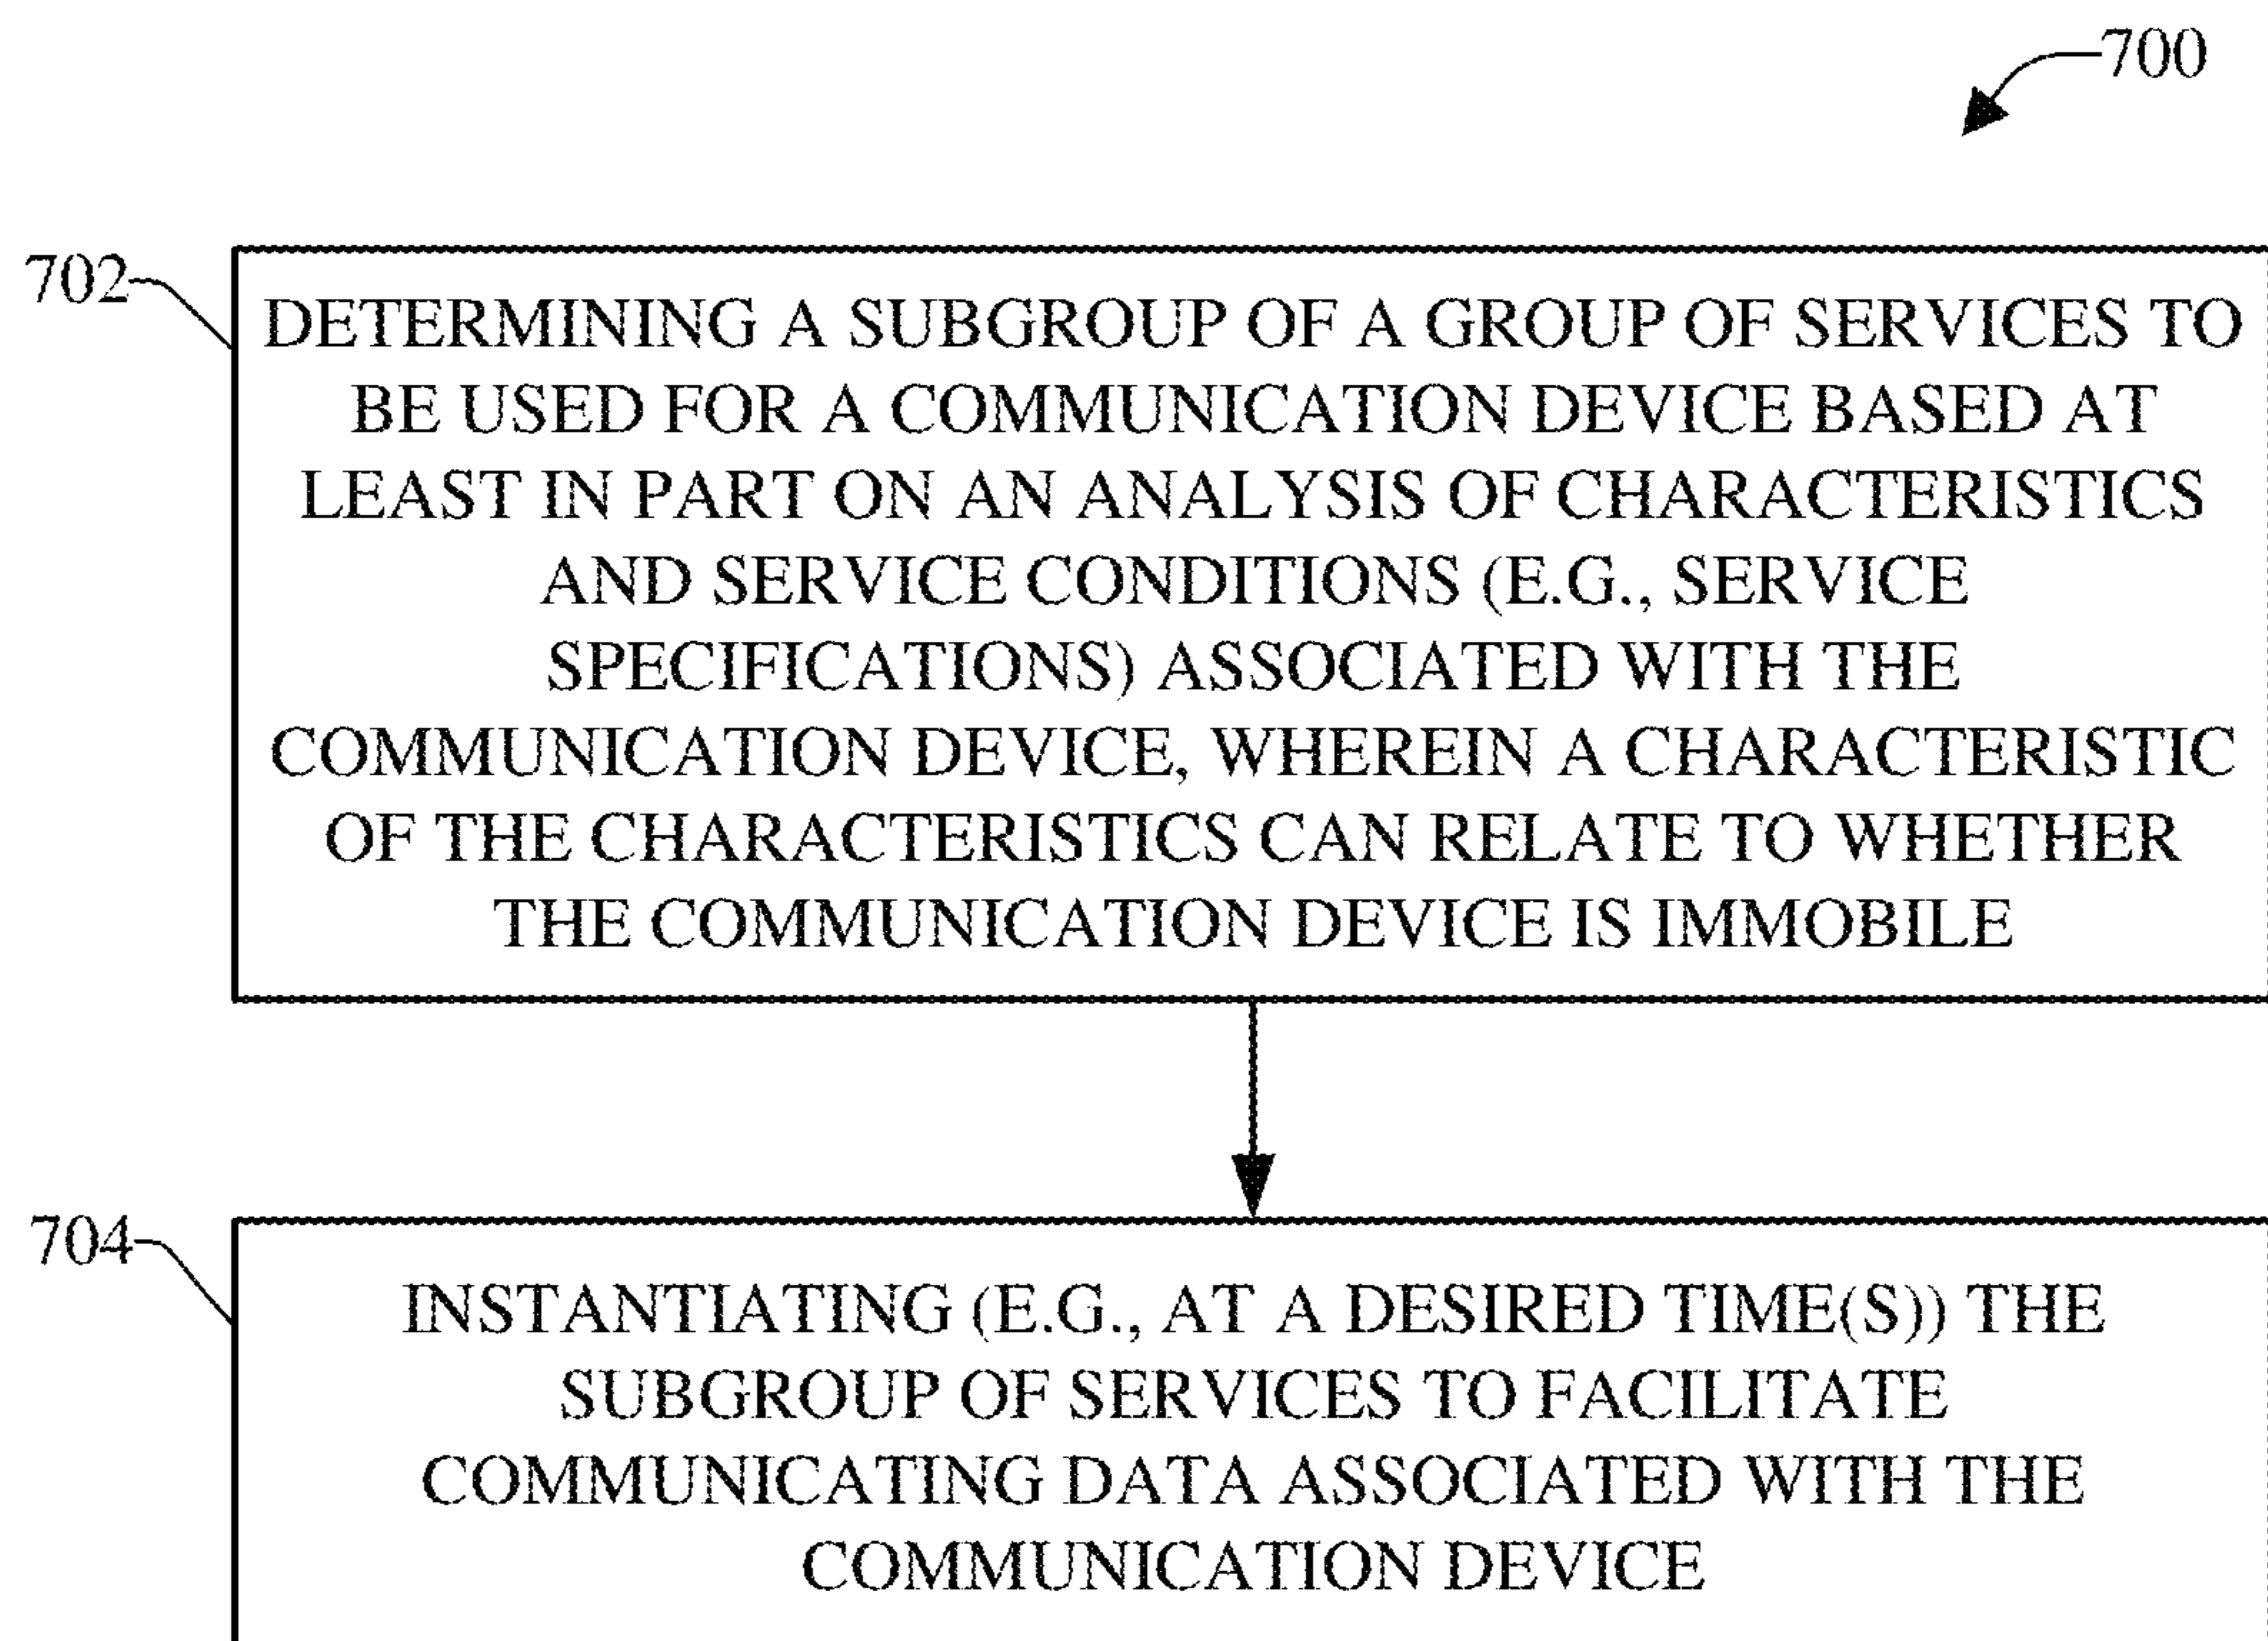 700
702
DETERMINING A SUBGROUP OF A GROUP OF SERVICES TO
BE USED FOR A COMMUNICATION DEVICE BASED AT
LEAST IN PART ON AN ANALYSIS OF CHARACTERISTICS
AND SERVICE CONDITIONS (E.G., SERVICE
SPECIFICATIONS) ASSOCIATED WITH THE
COMMUNICATION DEVICE, WHEREIN A CHARACTERISTIC
OF THE CHARACTERISTICS CAN RELATE TO WHETHER
THE COMMUNICATION DEVICE IS IMMOBILE
704
INSTANTIATING (E.G., AT A DESIRED TIME(S)) THE
SUBGROUP OF SERVICES TO FACILITATE
COMMUNICATING DATA ASSOCIATED WITH THE
COMMUNICATION DEVICE